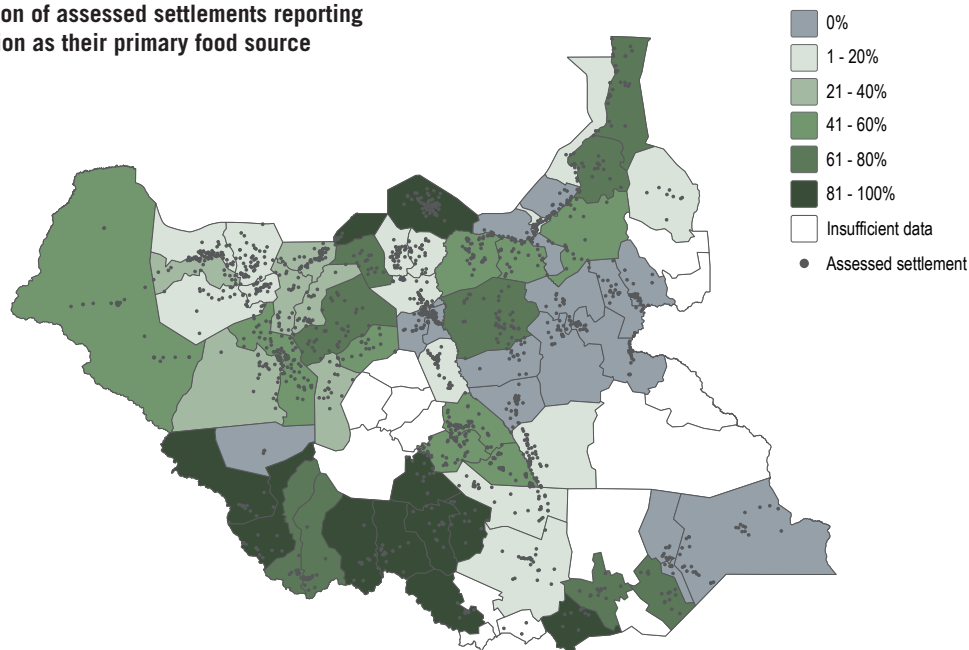 on of assessed settlements reporting
ion as their primary food source
0%
1 - 20%
21 - 40%
41 - 60%
61 - 80%
81 - 100%
Insufficient data
Assessed settlement